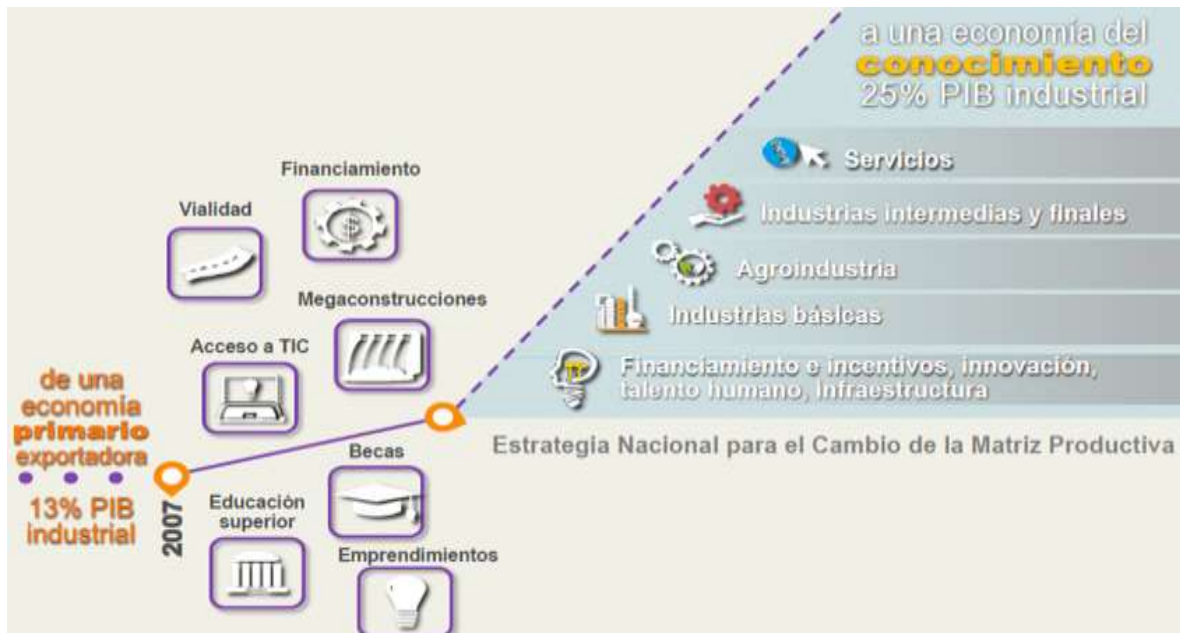 de una
economía
primario
exportadora
13% PIB
industrial
2007
Vialidad
Financiamiento
Acceso a TIC
Megaconstrucciones
Educación
superior
Becas
Emprendimientos
a una economía del
conocimiento
25% PIB industrial
Servicios
Industrias intermedias y finales
Agroindustria
Industrias básicas
Financiamiento e incentivos, innovación,
talento humano, infraestructura
Estrategia Nacional para el Cambio de la Matriz Productiva